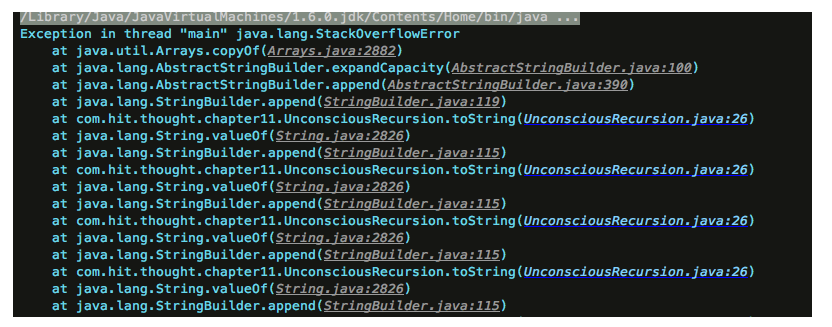 /Library/Java/JavaVirtualMachines/1.6.0.jdk/Contents/Home/bin/java ...
Exception in thread "main" java.lang.StackOverflowError
    at java.util.Arrays.copyOf(Arrays.java:2882)
    at java.lang.AbstractStringBuilder.expandCapacity(AbstractStringBuilder.java:100)
    at java.lang.AbstractStringBuilder.append(AbstractStringBuilder.java:390)
    at java.lang.StringBuilder.append(StringBuilder.java:119)
    at com.hit.thought.chapter11.UnconsciousRecursion.toString(UnconsciousRecursion.java:26)
    at java.lang.String.valueOf(String.java:2826)
    at java.lang.StringBuilder.append(StringBuilder.java:115)
    at com.hit.thought.chapter11.UnconsciousRecursion.toString(UnconsciousRecursion.java:26)
    at java.lang.String.valueOf(String.java:2826)
    at java.lang.StringBuilder.append(StringBuilder.java:115)
    at com.hit.thought.chapter11.UnconsciousRecursion.toString(UnconsciousRecursion.java:26)
    at java.lang.String.valueOf(String.java:2826)
    at java.lang.StringBuilder.append(StringBuilder.java:115)
    at com.hit.thought.chapter11.UnconsciousRecursion.toString(UnconsciousRecursion.java:26)
    at java.lang.String.valueOf(String.java:2826)
    at java.lang.StringBuilder.append(StringBuilder.java:115)